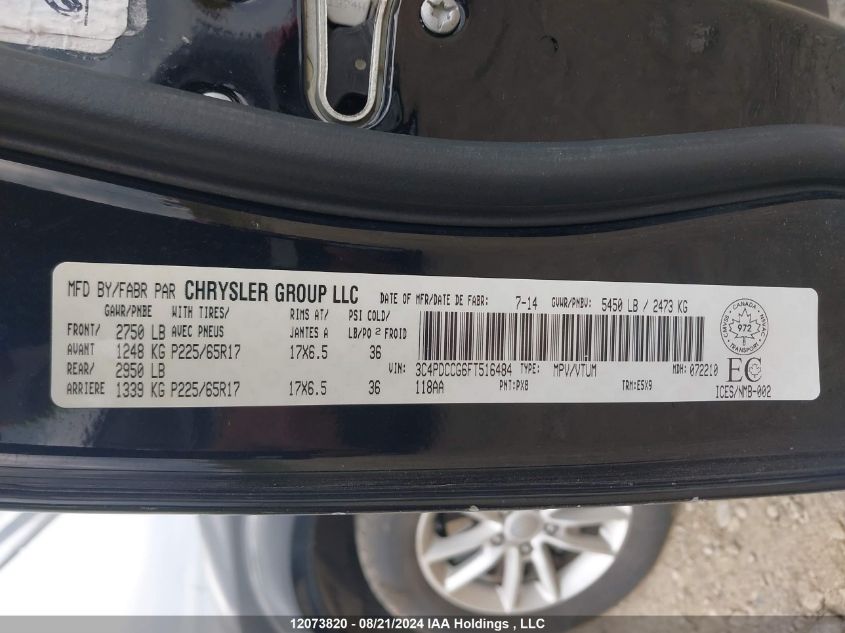 MFD BY/FABR PAR CHRYSLER GROUP LLC DATE OF MFR/DATE DE FABR: 7-14 GVWR/PNBV: 5450 LB / 2473 KG
GAWR/PNBE WITH TIRES/ RIMS AT/ PSI COLD/
FRONT/ 2750 LB AVEC PNEUS JANTES A LB/PO2 FROID
AVANT 1248 KG P225/65R17 17X6.5 36
REAR/ 2950 LB
ARRIERE 1339 KG P225/65R17 17X6.5 36
VIN: 3C4PDCCG6FT516484 TYPE: MPV/VTUM MDH: 072210
118AA PNT:PX8 TRM:E5X9
CANADA
972
TRANSPORT
EC
ICES/NMB-002
12073820 - 08/21/2024 IAA Holdings , LLC